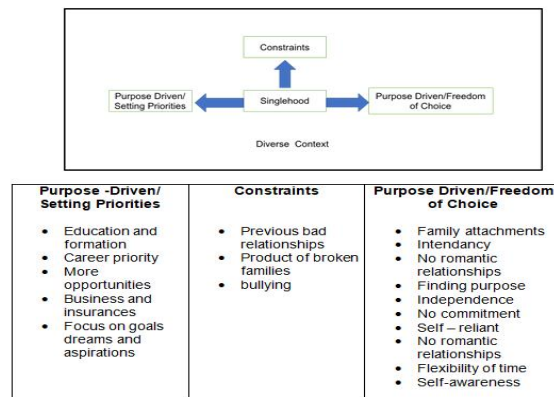 Constraints
Purpose Driven/
Setting Priorities
Singlehood
Purpose Driven/Freedom
of Choice
Diverse Context
Purpose -Driven/
Setting Priorities
• Education and
formation
• Career priority
• More
opportunities
• Business and
insurances
• Focus on goals
dreams and
aspirations
Constraints
• Previous bad
relationships
• Product of broken
families
• bullying
Purpose Driven/Freedom
of Choice
• Family attachments
• Intendancy
• No romantic
relationships
• Finding purpose
• Independence
• No commitment
• Self – reliant
• No romantic
relationships
• Flexibility of time
• Self-awareness